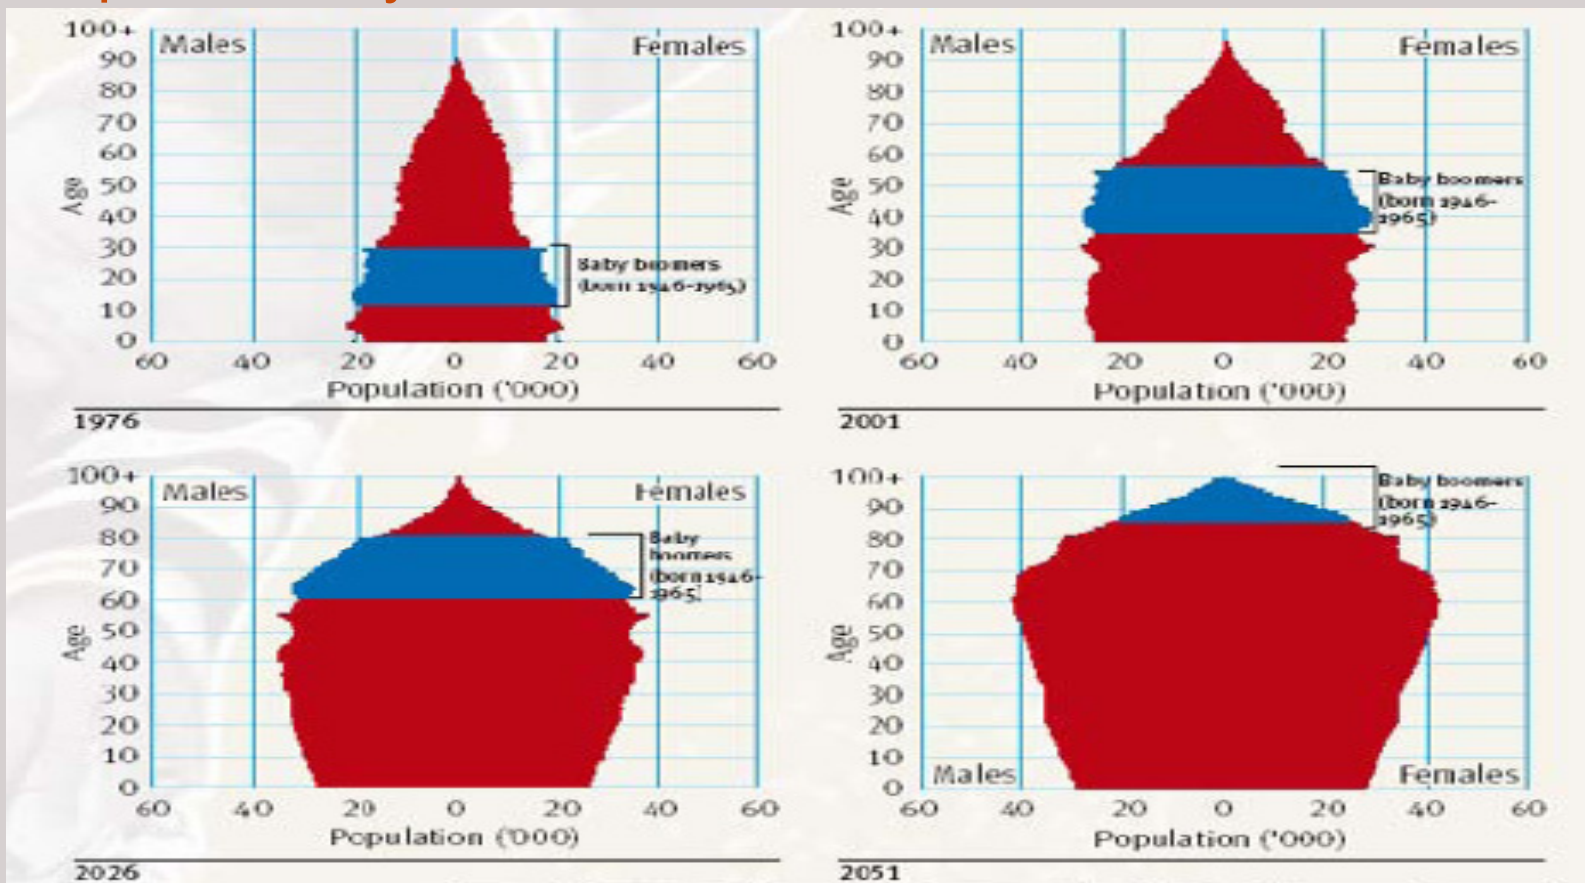 100+
Males
Females
90
80
70
60
50
40
30
20
10
0
Age
Baby boomers
(born 1946-1965)
60 40 20 0 20 40 60
Population ('000)
1976
100+
Males
Females
90
80
70
60
50
40
30
20
10
0
Age
Baby boomers
(born 1946-
1965)
60 40 20 0 20 40 60
Population ('000)
2001
100+
Males
Females
90
80
70
60
50
40
30
20
10
0
Age
Baby
boomers
(born 1946-
1965)
60 40 20 0 20 40 60
Population ('000)
2026
100+
90
80
70
60
50
40
30
20
10
0
Age
Baby boomers
(born 1946-
1965)
Males
Females
60 40 20 0 20 40 60
Population ('000)
2051